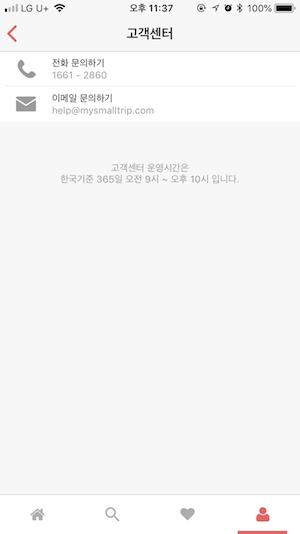 LG U+ 오후 11:37 100%
고객센터
전화 문의하기
1661 - 2860
이메일 문의하기
help@mysmalltrip.com
고객센터 운영시간은
한국기준 365일 오전 9시 ~ 오후 10시 입니다.